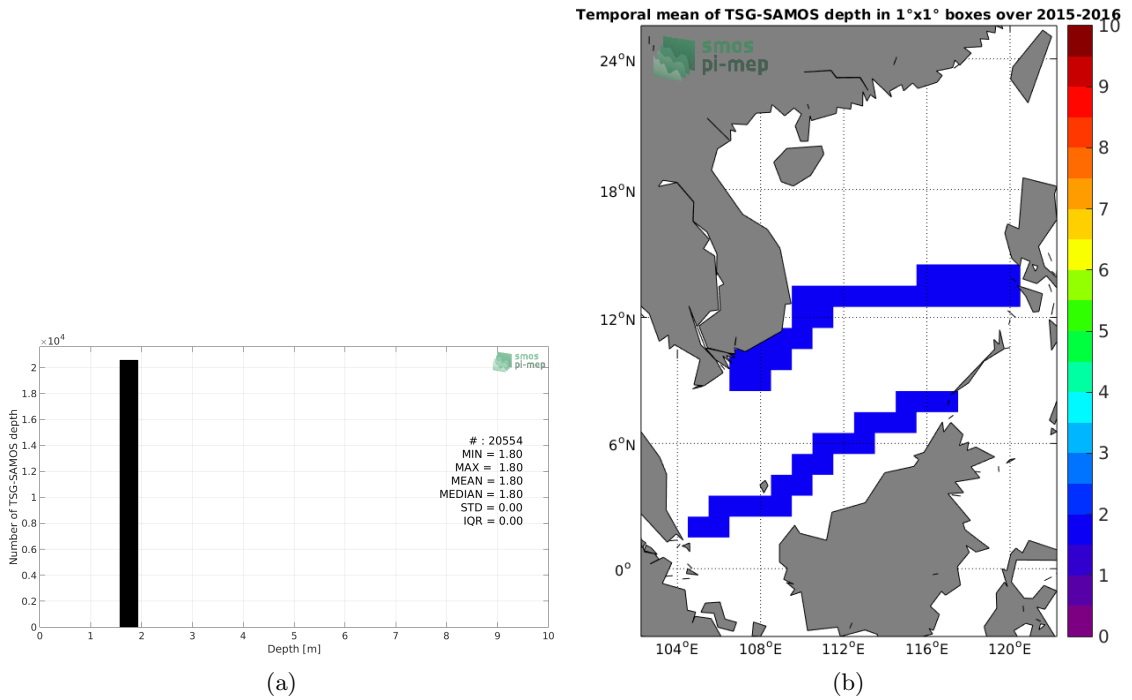 Temporal mean of TSG-SAMOS depth in 1°x1° boxes over 2015-2016
smos
pi-mep
24°N
18°N
12°N
6°N
0°
104°E
108°E
112°E
116°E
120°E
10
9
8
7
6
5
4
3
2
1
0
×10⁴
smos
pi-mep
2
1.8
1.6
1.4
1.2
1
0.8
0.6
0.4
0.2
0
Number of TSG-SAMOS depth
# : 20554
MIN = 1.80
MAX = 1.80
MEAN = 1.80
MEDIAN = 1.80
STD = 0.00
IQR = 0.00
0 1 2 3 4 5 6 7 8 9 10
Depth [m]
(a)
(b)